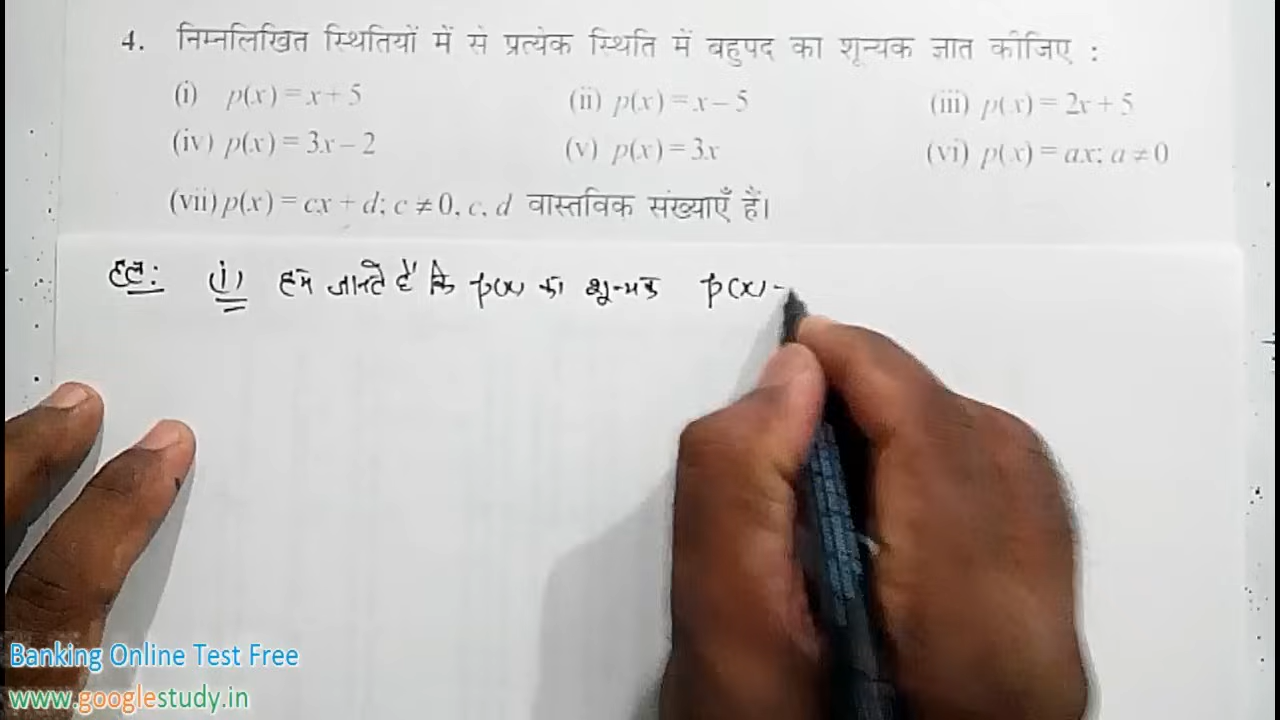 4. निम्नलिखित स्थितियों में से प्रत्येक स्थिति में बहुपद का शून्यक ज्ञात कीजिए :
(i) p(x) = x + 5 (ii) p(x) = x – 5 (iii) p(x) = 2x + 5
(iv) p(x) = 3x – 2 (v) p(x) = 3x (vi) p(x) = ax; a ≠ 0
(vii) p(x) = cx + d; c ≠ 0, c, d वास्तविक संख्याएँ हैं।
हल: (i) हम जानते हैं कि p(x) का शून्यक p(x) -
Banking Online Test Free
www.googlestudy.in